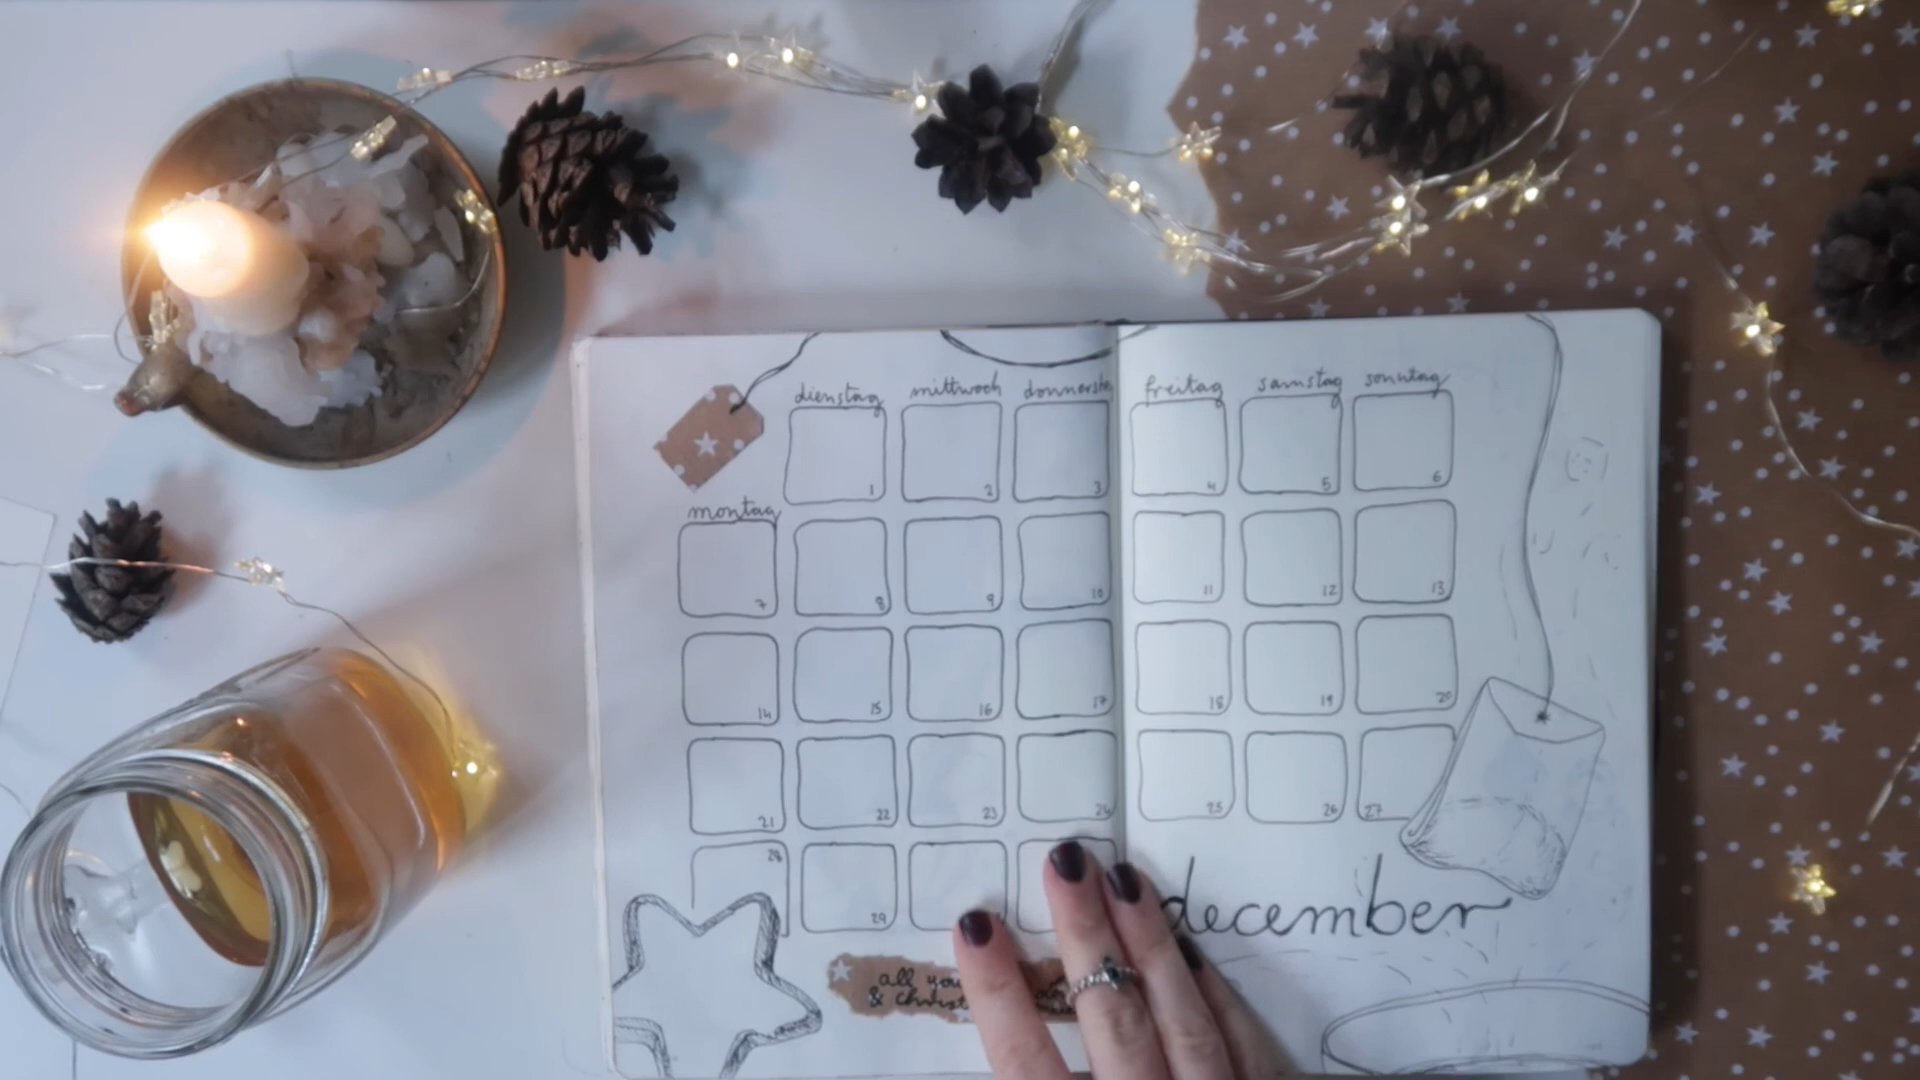 dienstag mittwoch donnerstag freitag samstag sonntag
1 2 3 4 5 6
montag
7 8 9 10 11 12 13
14 15 16 17 18 19 20
21 22 23 24 25 26 27
28 29
december
all
&